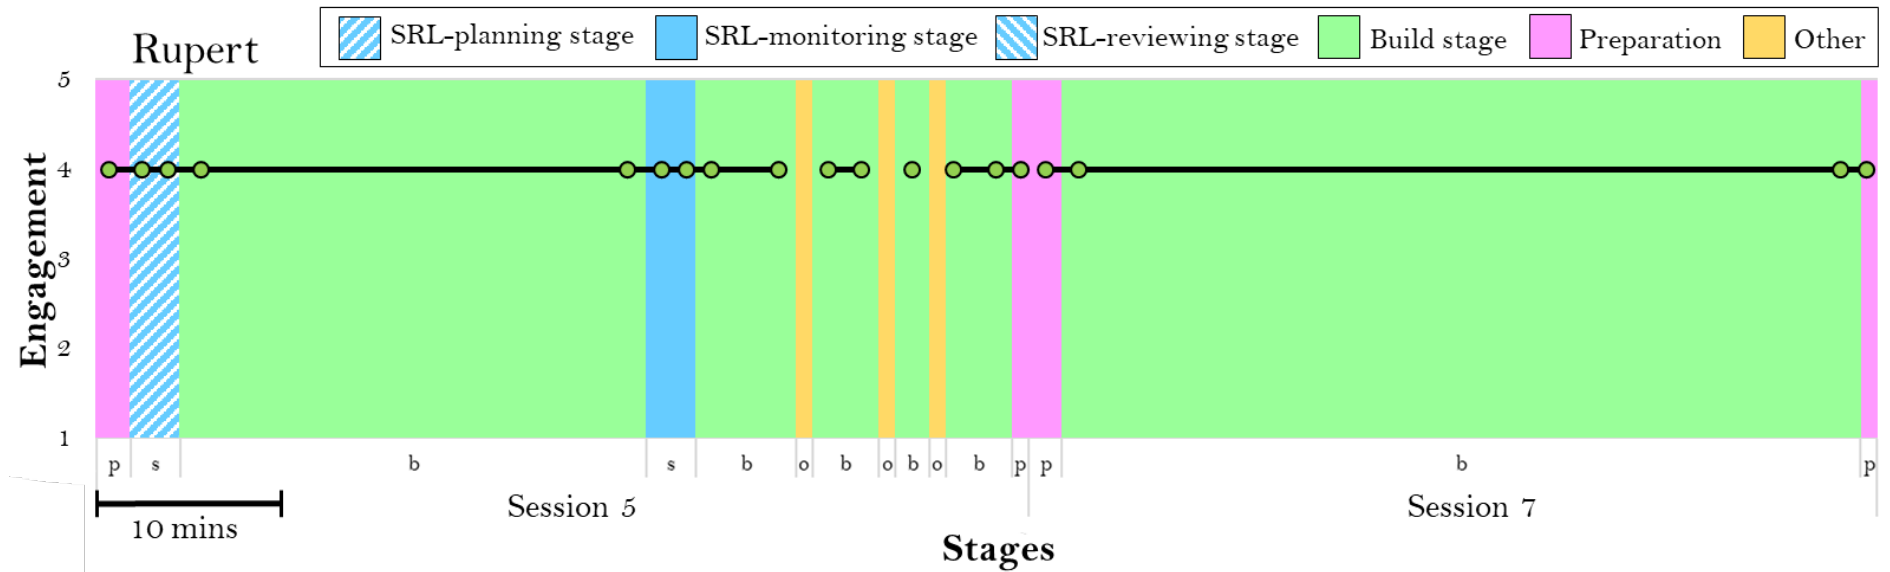 Rupert
SRL-planning stage SRL-monitoring stage SRL-reviewing stage Build stage Preparation Other
Engagement
5
4
3
2
1
p s b s b o b o b o b p p b p
Session 5 Session 7
10 mins
Stages